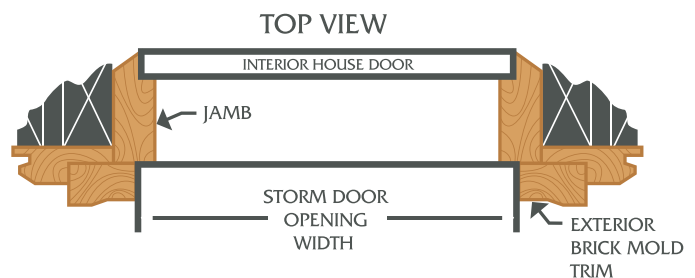 TOP VIEW
INTERIOR HOUSE DOOR
JAMB
STORM DOOR
OPENING
WIDTH
EXTERIOR
BRICK MOLD
TRIM